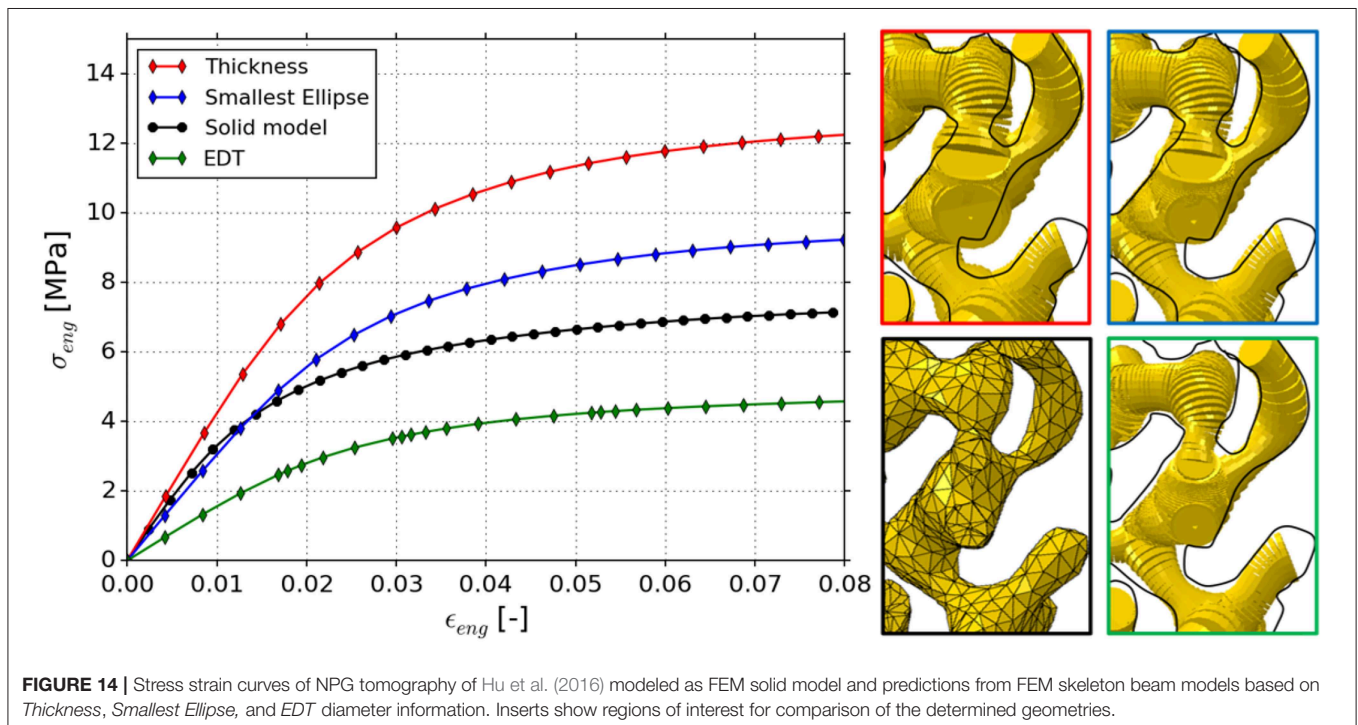 14
12
10
8
6
4
2
0
σeng [MPa]
Thickness
Smallest Ellipse
Solid model
EDT
0.00 0.01 0.02 0.03 0.04 0.05 0.06 0.07 0.08
ϵeng [-]
FIGURE 14 | Stress strain curves of NPG tomography of Hu et al. (2016) modeled as FEM solid model and predictions from FEM skeleton beam models based on
Thickness, Smallest Ellipse, and EDT diameter information. Inserts show regions of interest for comparison of the determined geometries.